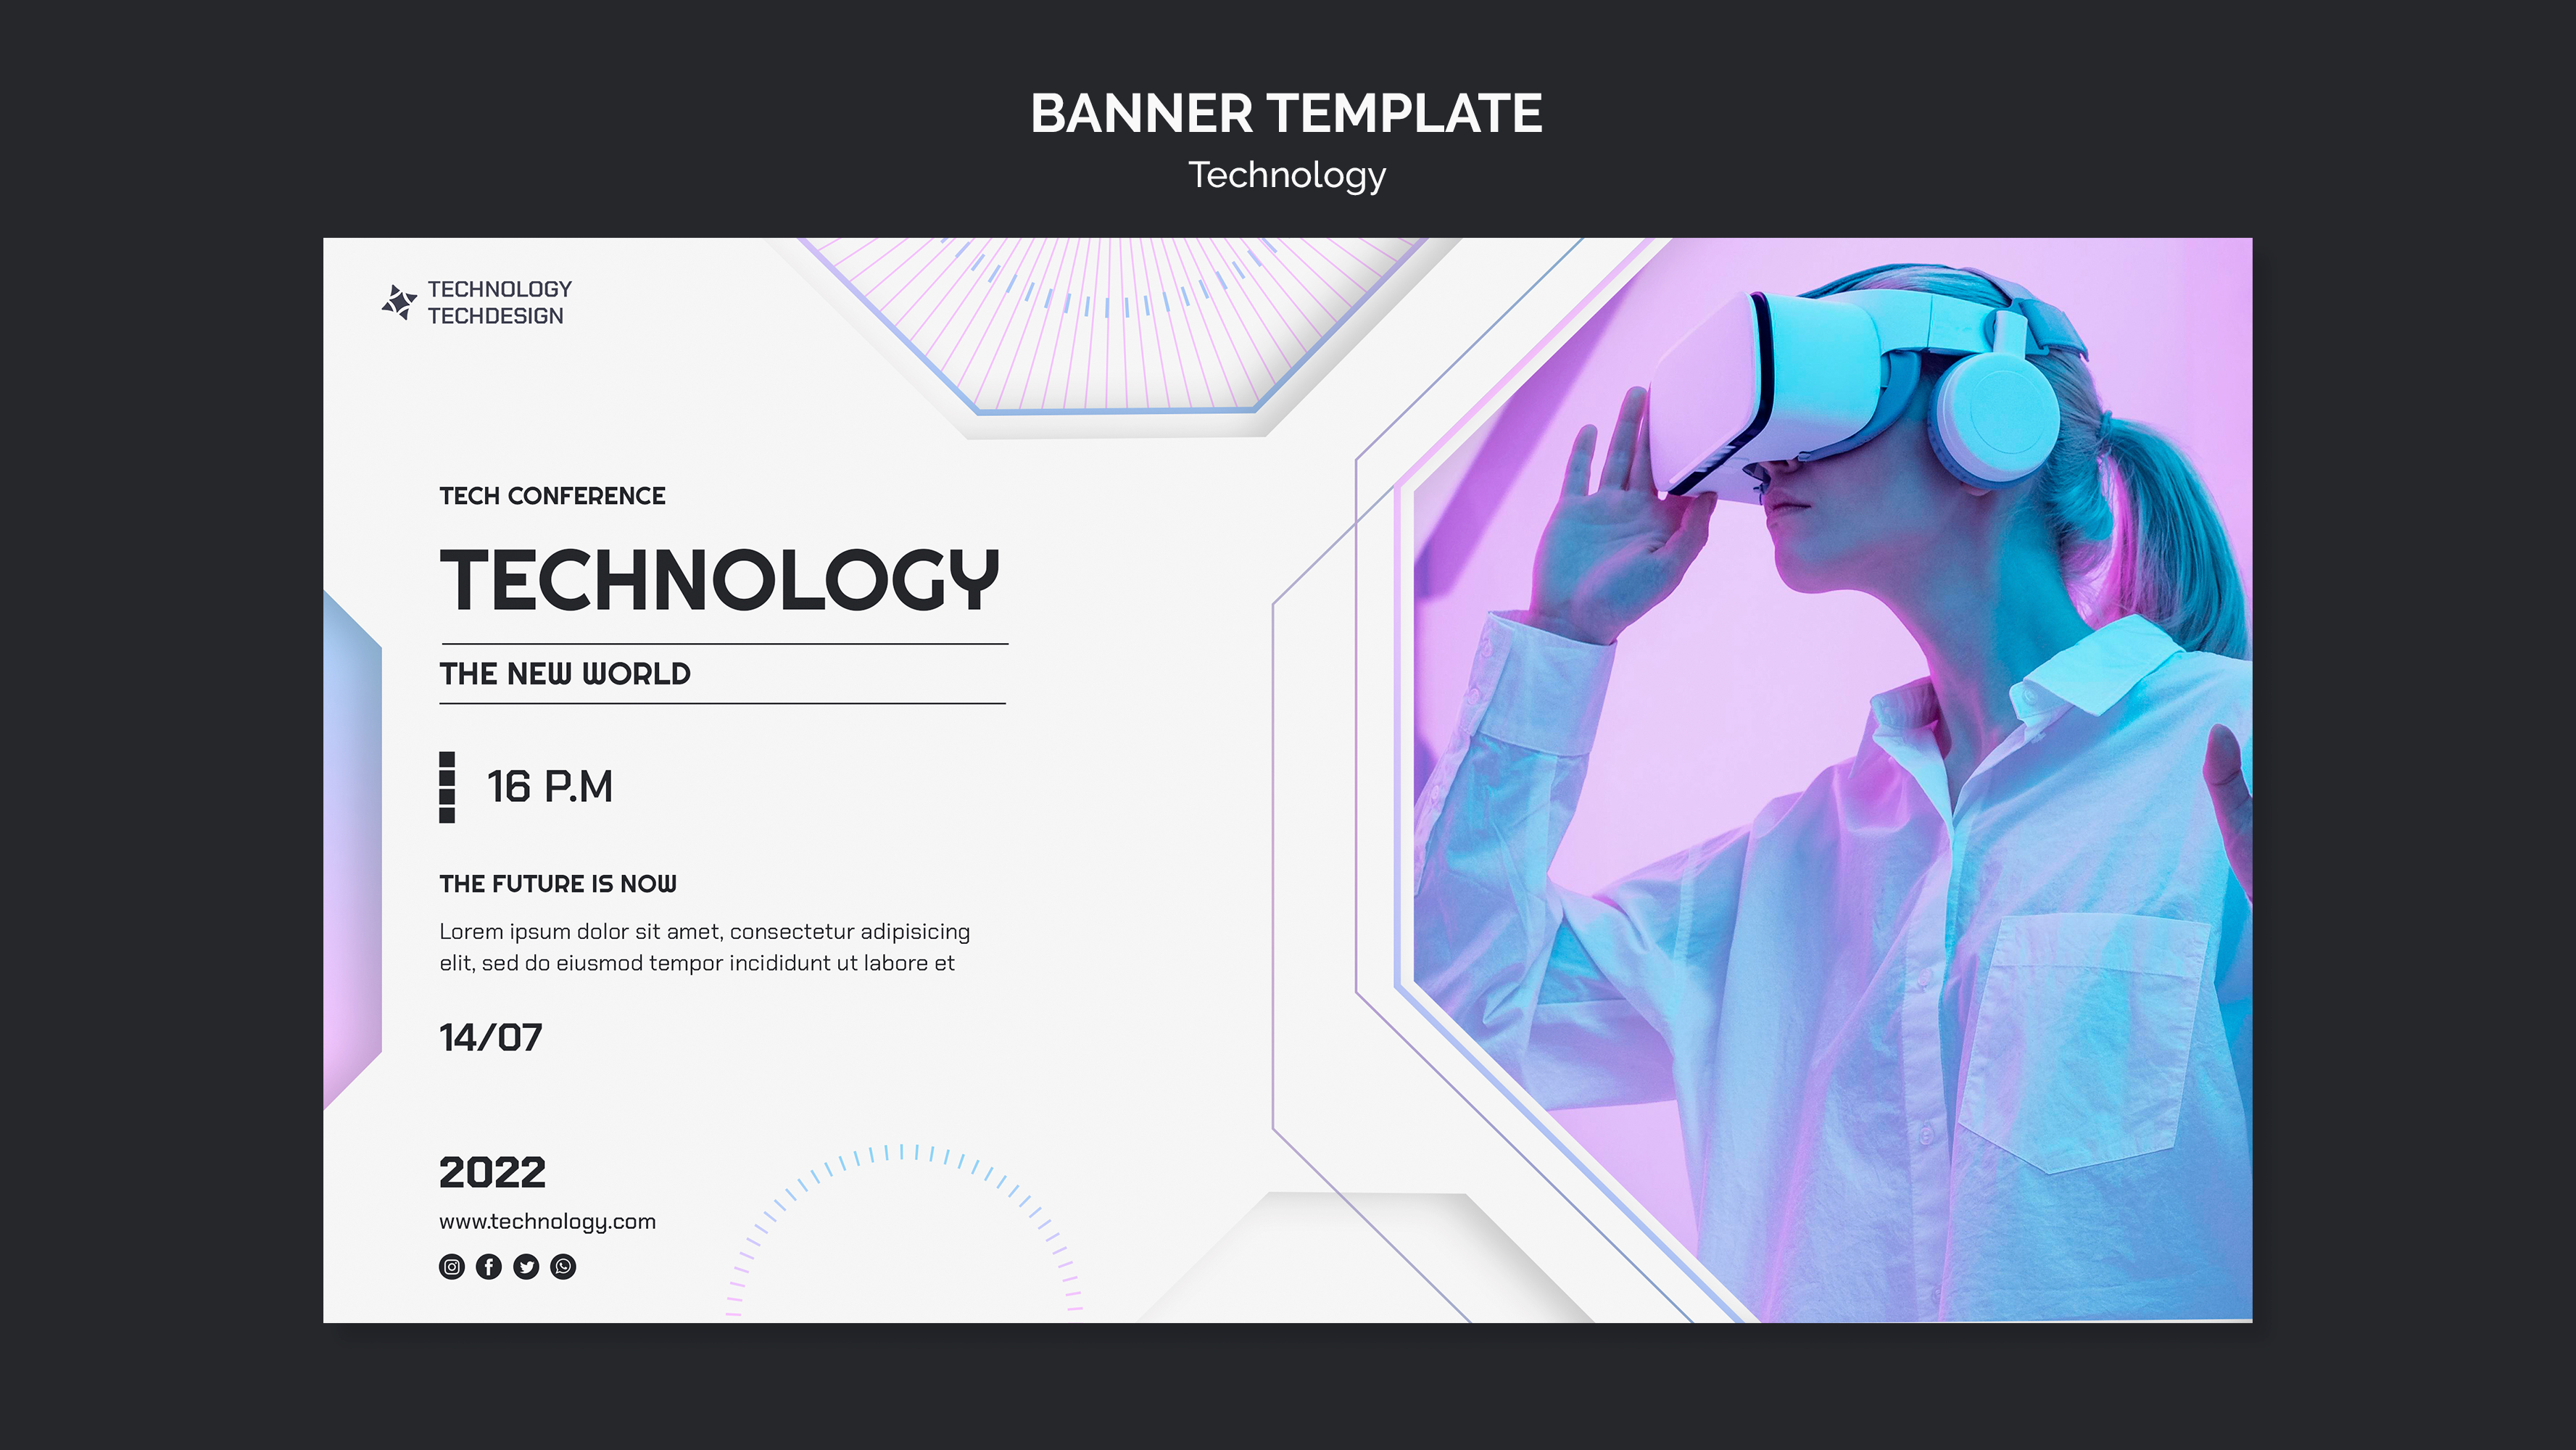 BANNER TEMPLATE
Technology
TECHNOLOGY
TECHDESIGN
TECH CONFERENCE
TECHNOLOGY
THE NEW WORLD
16 P.M
THE FUTURE IS NOW
Lorem ipsum dolor sit amet, consectetur adipisicing
elit, sed do eiusmod tempor incididunt ut labore et
14/07
2022
www.technology.com